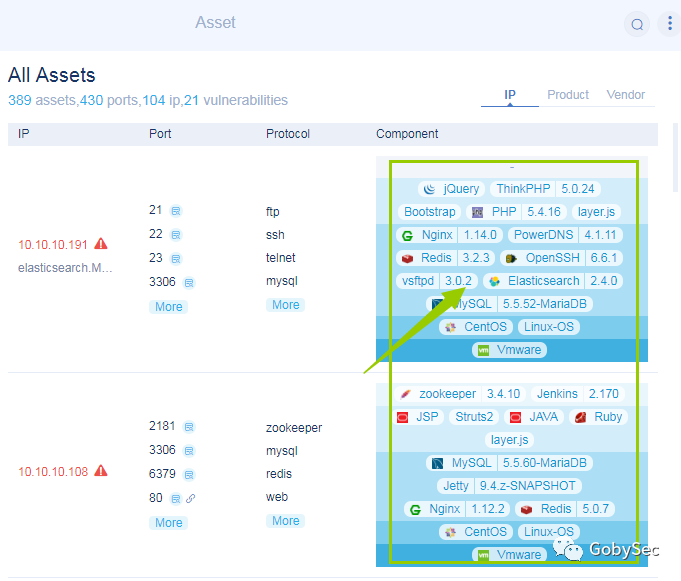 Asset
All Assets
389 assets,430 ports,104 ip,21 vulnerabilities
IP Product Vendor
IP Port Protocol Component
10.10.10.191
elasticsearch.M...
21 ftp
22 ssh
23 telnet
3306 mysql
More More
jQuery ThinkPHP 5.0.24
Bootstrap PHP 5.4.16 layer.js
Nginx 1.14.0 PowerDNS 4.1.11
Redis 3.2.3 OpenSSH 6.6.1
vsftpd 3.0.2 Elasticsearch 2.4.0
MySQL 5.5.52-MariaDB
CentOS Linux-OS
vm Vmware
10.10.10.108
2181 zookeeper
3306 mysql
6379 redis
80 web
More More
zookeeper 3.4.10 Jenkins 2.170
JSP Struts2 JAVA Ruby
layer.js
MySQL 5.5.60-MariaDB
Jetty 9.4.z-SNAPSHOT
Nginx 1.12.2 Redis 5.0.7
CentOS Linux-OS
vm Vmware
GobySec